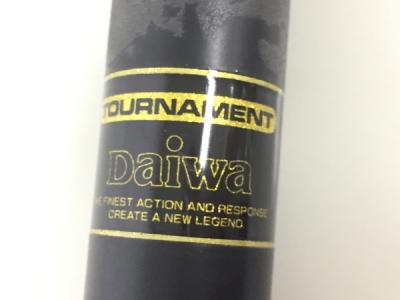 TOURNAMENT
Daiwa
THE FINEST ACTION AND RESPONSE
CREATE A NEW LEGEND